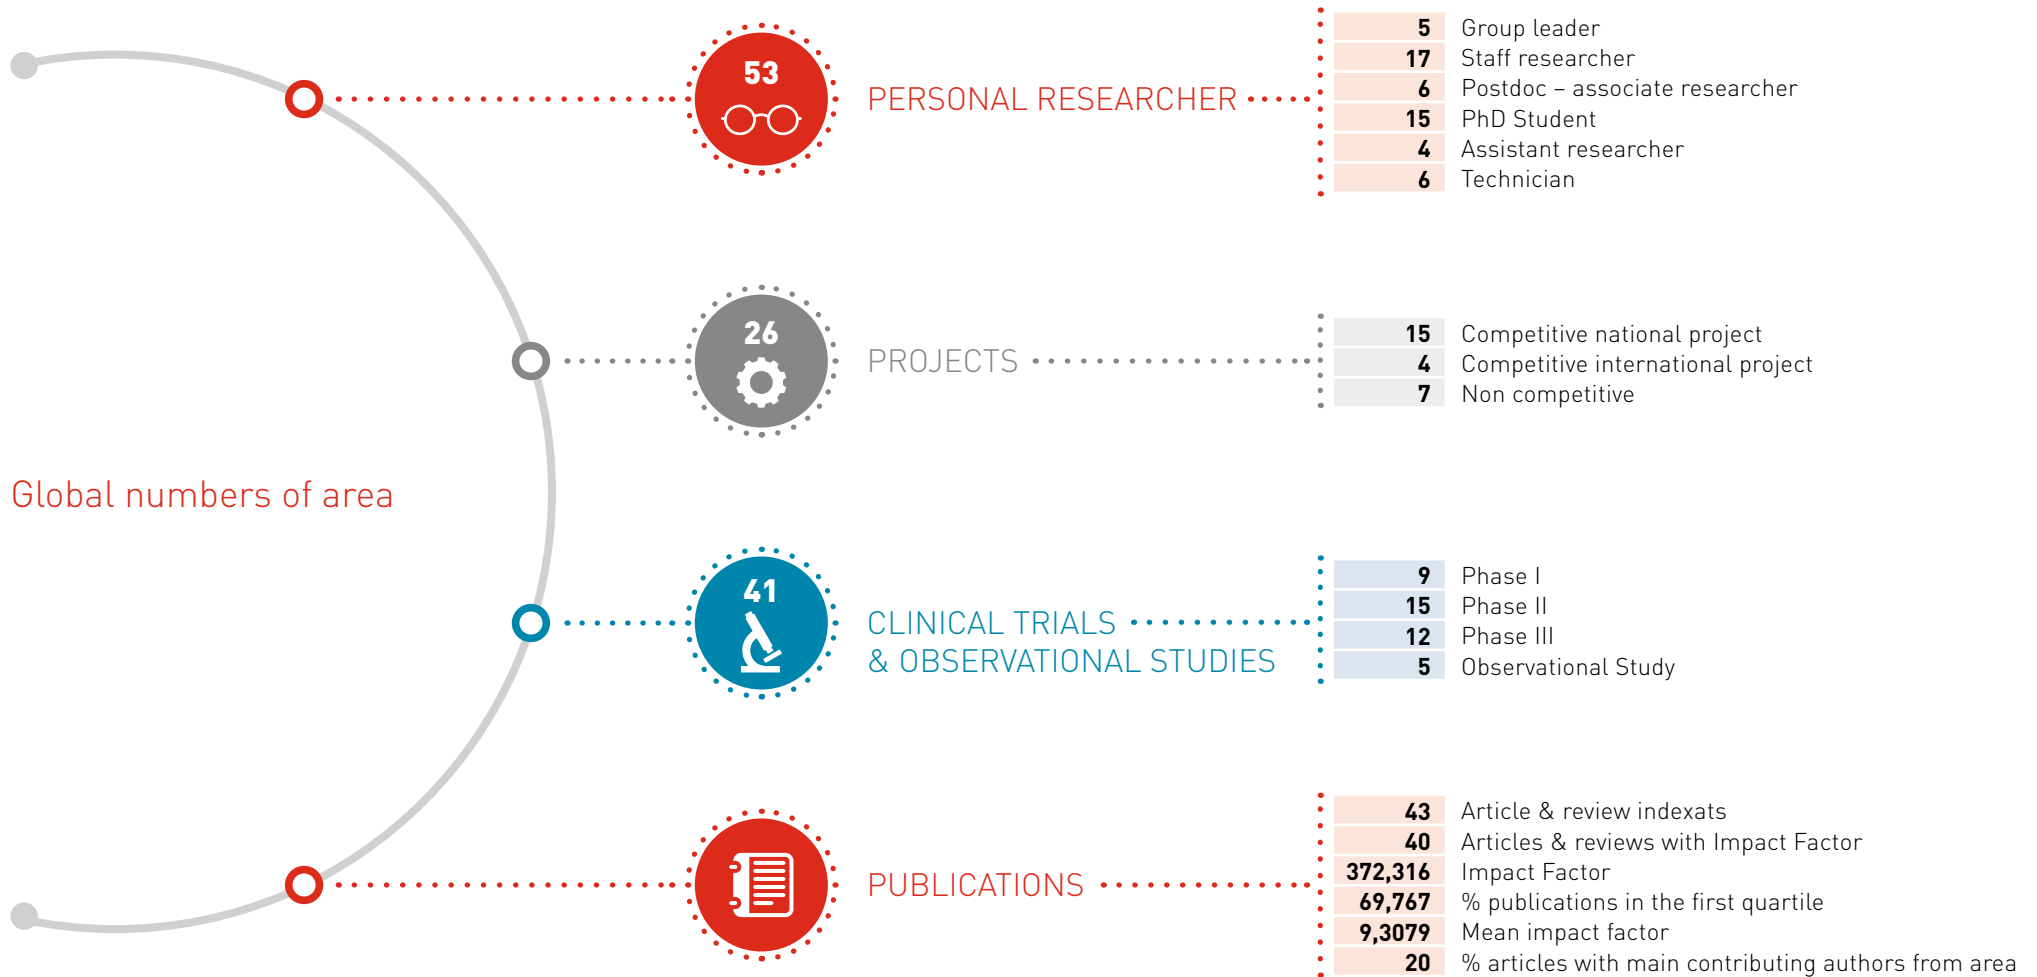 Global numbers of area
53
PERSONAL RESEARCHER
5 Group leader
17 Staff researcher
6 Postdoc – associate researcher
15 PhD Student
4 Assistant researcher
6 Technician
26
PROJECTS
15 Competitive national project
4 Competitive international project
7 Non competitive
41
CLINICAL TRIALS
& OBSERVATIONAL STUDIES
9 Phase I
15 Phase II
12 Phase III
5 Observational Study
PUBLICATIONS
43 Article & review indexats
40 Articles & reviews with Impact Factor
372,316 Impact Factor
69,767 % publications in the first quartile
9,3079 Mean impact factor
20 % articles with main contributing authors from area